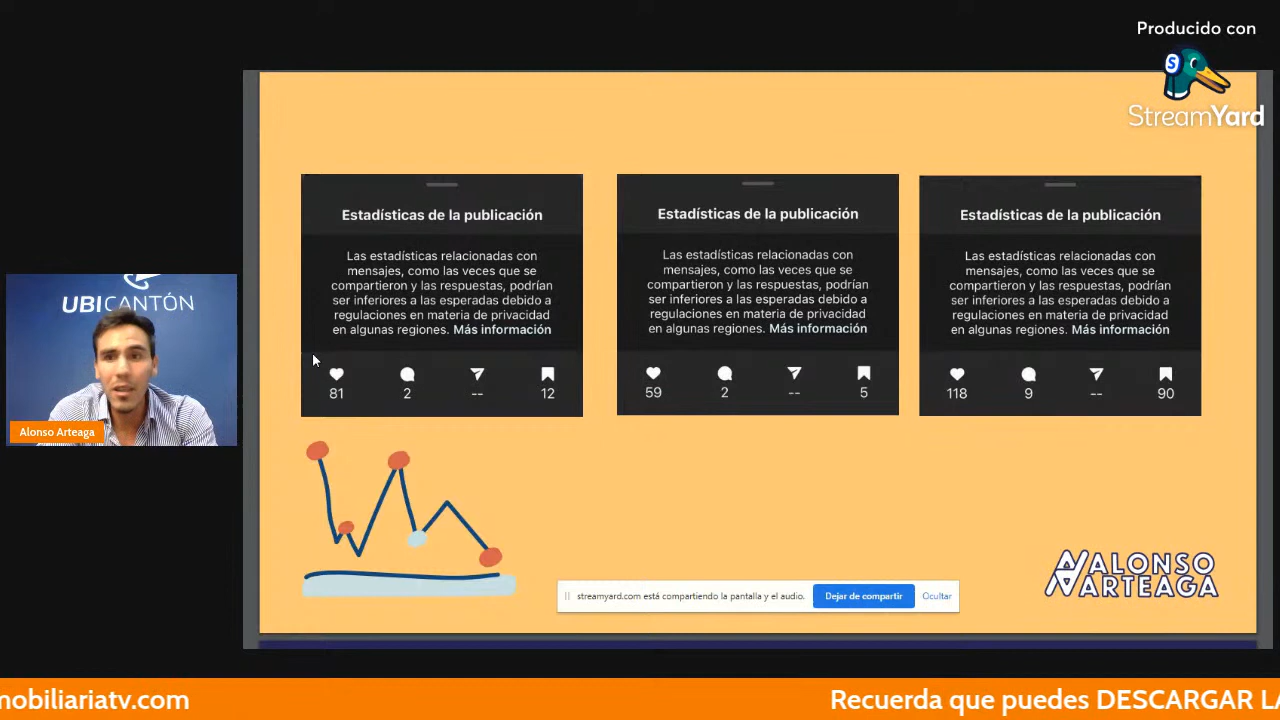 Producido con
StreamYard
Estadísticas de la publicación
Las estadísticas relacionadas con
mensajes, como las veces que se
compartieron y las respuestas, podrían
ser inferiores a las esperadas debido a
regulaciones en materia de privacidad
en algunas regiones. Más información
81
2
--
12
Estadísticas de la publicación
Las estadísticas relacionadas con
mensajes, como las veces que se
compartieron y las respuestas, podrían
ser inferiores a las esperadas debido a
regulaciones en materia de privacidad
en algunas regiones. Más información
59
2
--
5
Estadísticas de la publicación
Las estadísticas relacionadas con
mensajes, como las veces que se
compartieron y las respuestas, podrían
ser inferiores a las esperadas debido a
regulaciones en materia de privacidad
en algunas regiones. Más información
118
9
--
90
UBICANTÓN
Alonso Arteaga
ALONSO
ARTEAGA
streamyard.com está compartiendo la pantalla y el audio.
Dejar de compartir
Ocultar
mobiliariatv.com
Recuerda que puedes DESCARGAR LA